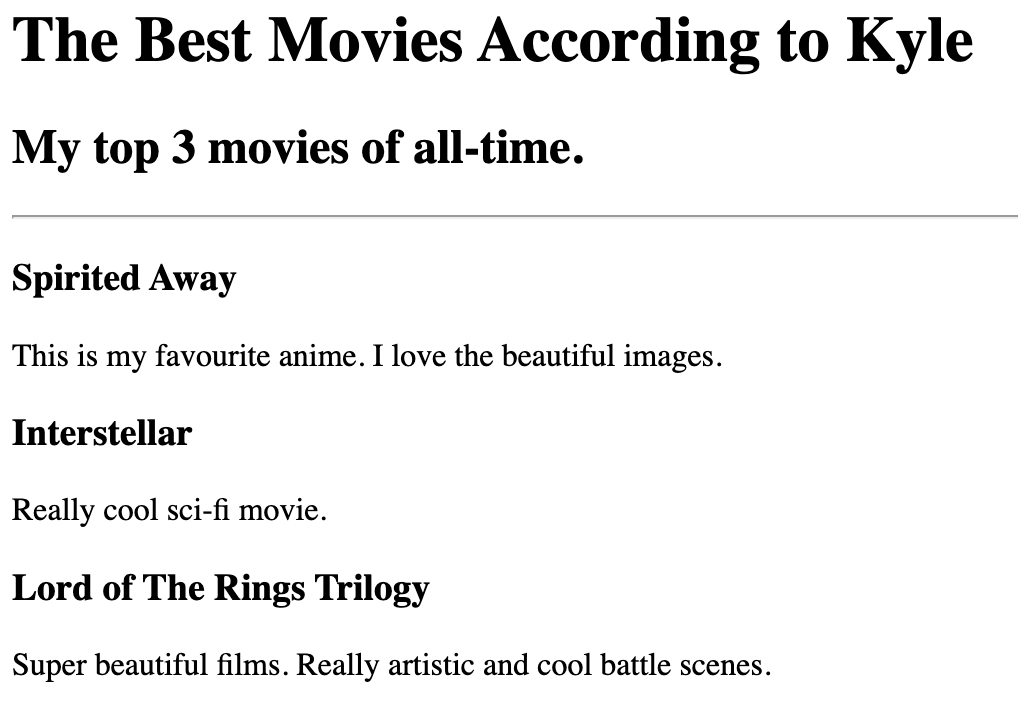 The Best Movies According to Kyle
My top 3 movies of all-time.
Spirited Away
This is my favourite anime. I love the beautiful images.
Interstellar
Really cool sci-fi movie.
Lord of The Rings Trilogy
Super beautiful films. Really artistic and cool battle scenes.